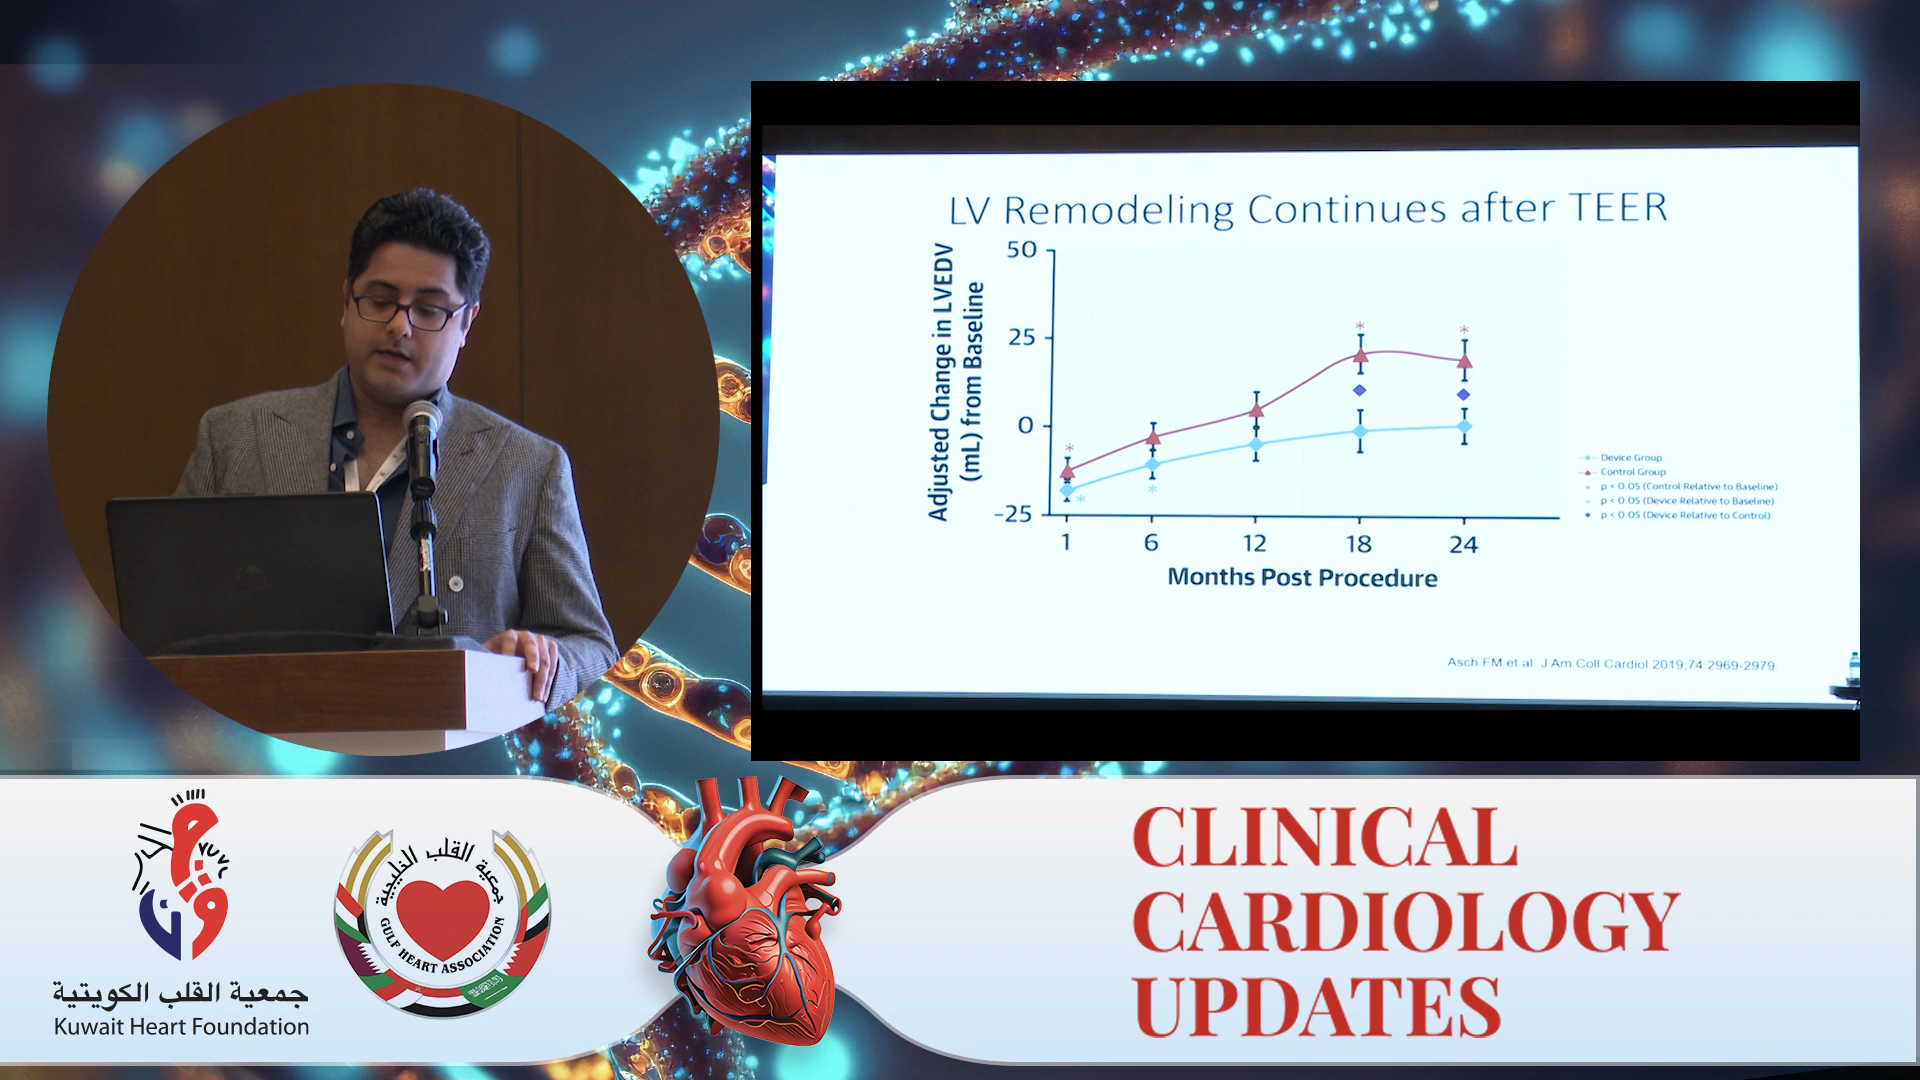 LV Remodeling Continues after TEER
Adjusted Change in LVEDV
(mL) from Baseline
50
25
0
-25
1 6 12 18 24
Months Post Procedure
Device Group
Control Group
p < 0.05 (Control Relative to Baseline)
p < 0.05 (Device Relative to Baseline)
p < 0.05 (Device Relative to Control)
Asch FM et al. J Am Coll Cardiol 2019;74:2969-2979.
جمعية القلب الكويتية
Kuwait Heart Foundation
جمعية القلب الخليجية
GULF HEART ASSOCIATION
CLINICAL
CARDIOLOGY
UPDATES